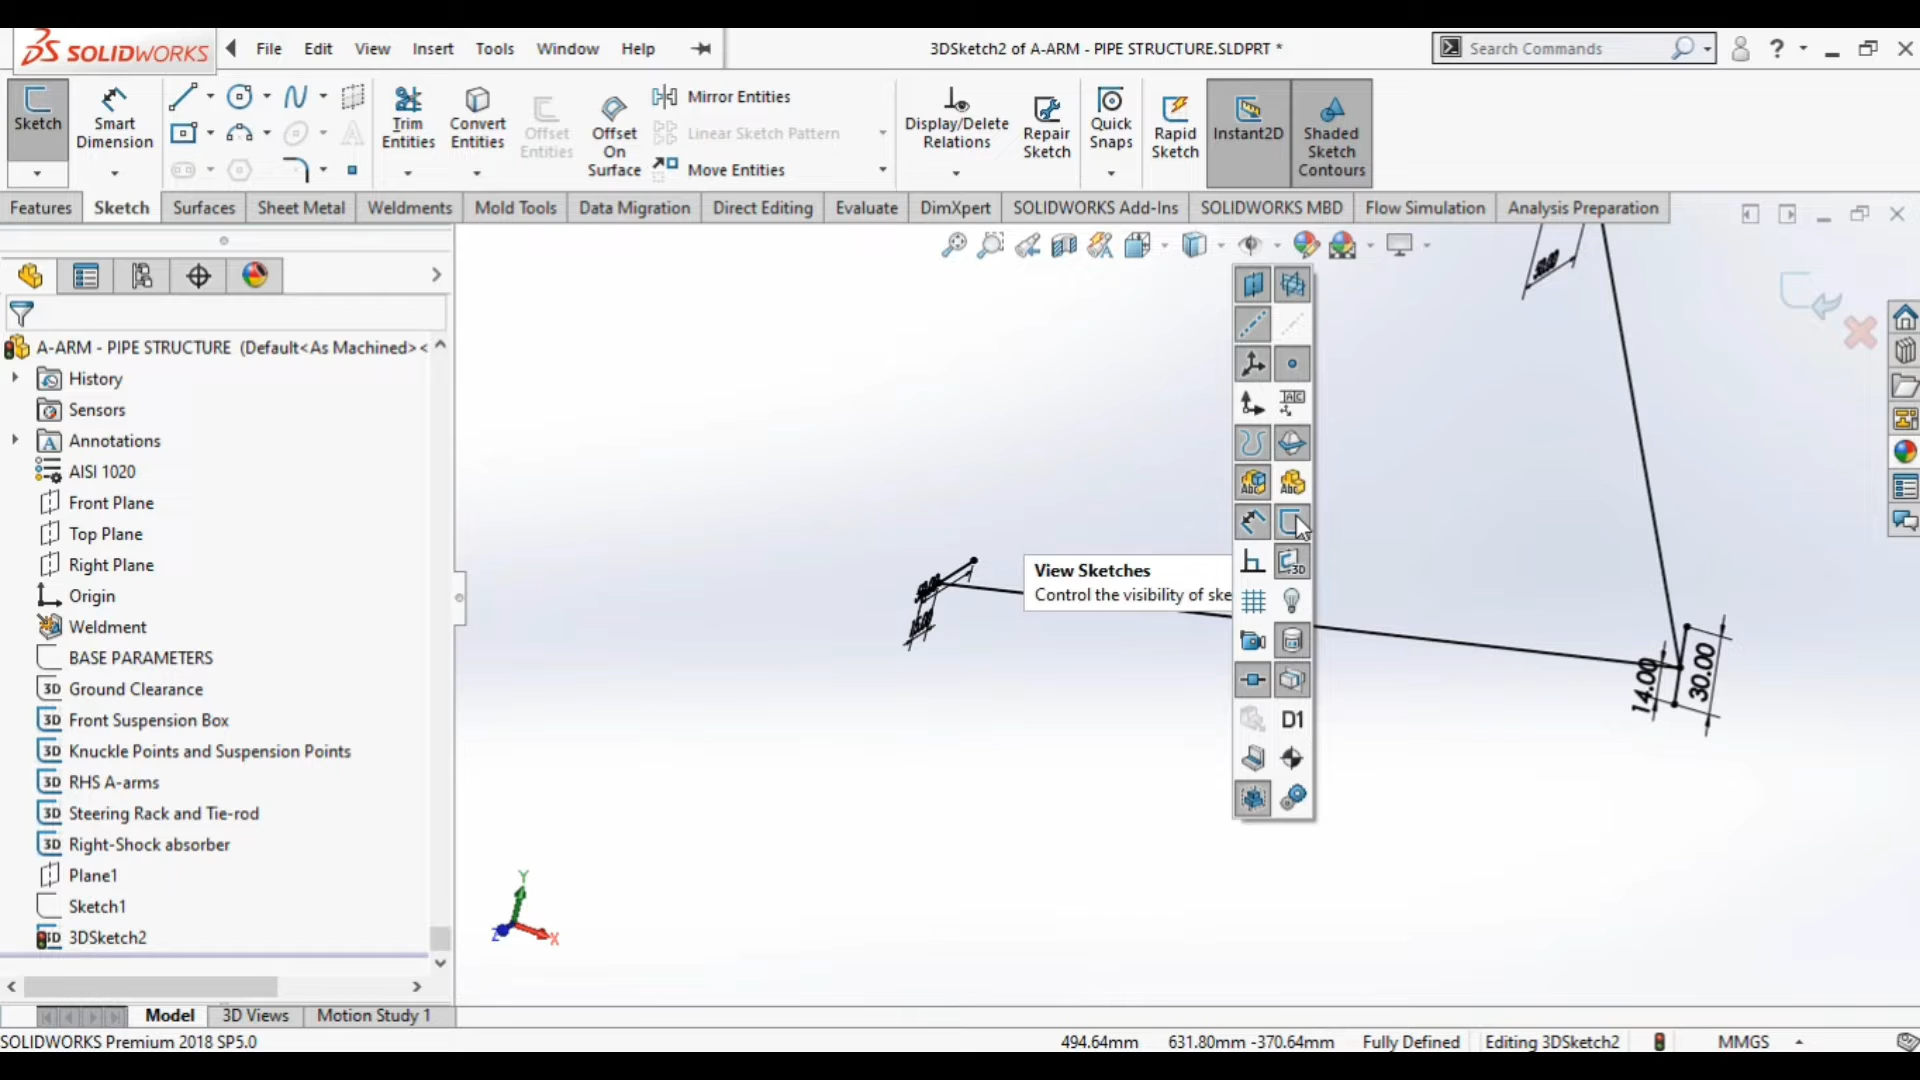 SOLIDWORKS
File Edit View Insert Tools Window Help
3DSketch2 of A-ARM - PIPE STRUCTURE.SLDPRT *
Search Commands
?
Sketch
Smart Dimension
Trim Entities
Convert Entities
Offset Entities
Offset On Surface
Mirror Entities
Linear Sketch Pattern
Move Entities
Display/Delete Relations
Repair Sketch
Quick Snaps
Rapid Sketch
Instant2D
Shaded Sketch Contours
Features Sketch Surfaces Sheet Metal Weldments Mold Tools Data Migration Direct Editing Evaluate DimXpert SOLIDWORKS Add-Ins SOLIDWORKS MBD Flow Simulation Analysis Preparation
A-ARM - PIPE STRUCTURE (Default<As Machined><
History
Sensors
Annotations
AISI 1020
Front Plane
Top Plane
Right Plane
Origin
Weldment
BASE PARAMETERS
3D Ground Clearance
3D Front Suspension Box
3D Knuckle Points and Suspension Points
3D RHS A-arms
3D Steering Rack and Tie-rod
3D Right-Shock absorber
Plane1
Sketch1
3DSketch2
View Sketches
Control the visibility of ske
D1
14.00
30.00
Y
Z
X
Model 3D Views Motion Study 1
SOLIDWORKS Premium 2018 SP5.0
494.64mm 631.80mm -370.64mm Fully Defined Editing 3DSketch2 MMGS